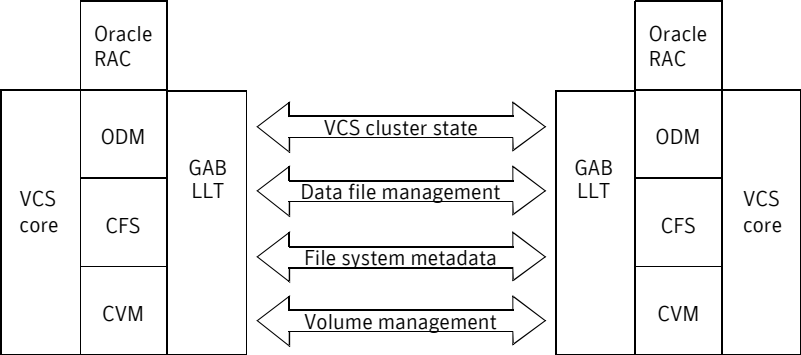 Oracle
RAC
Oracle
RAC
ODM
VCS cluster state
ODM
GAB
LLT
GAB
LLT
Data file management
VCS
core
CFS
CFS
VCS
core
File system metadata
CVM
Volume management
CVM